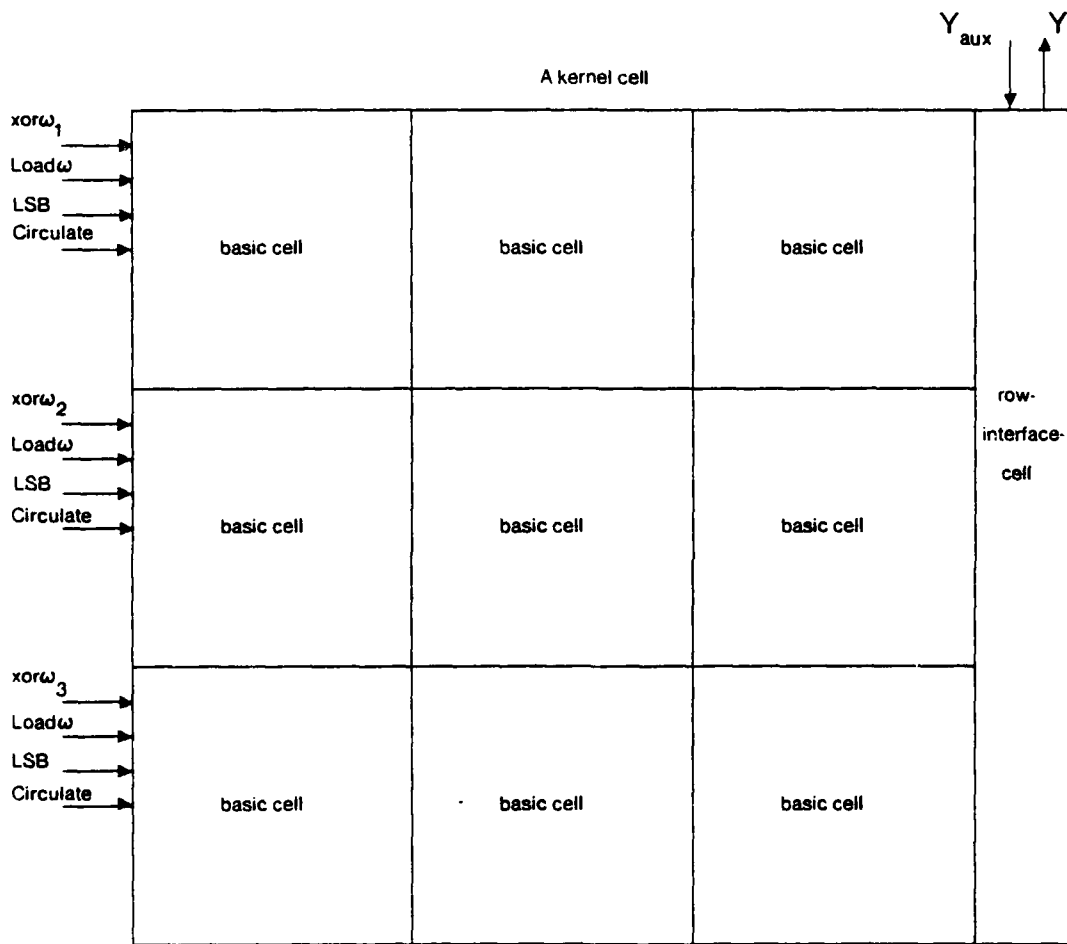 Y_aux Y
A kernel cell
xorω_1
Loadω
LSB
Circulate
basic cell basic cell basic cell
xorω_2
Loadω
LSB
Circulate
basic cell basic cell basic cell
row-
interface-
cell
xorω_3
Loadω
LSB
Circulate
basic cell basic cell basic cell